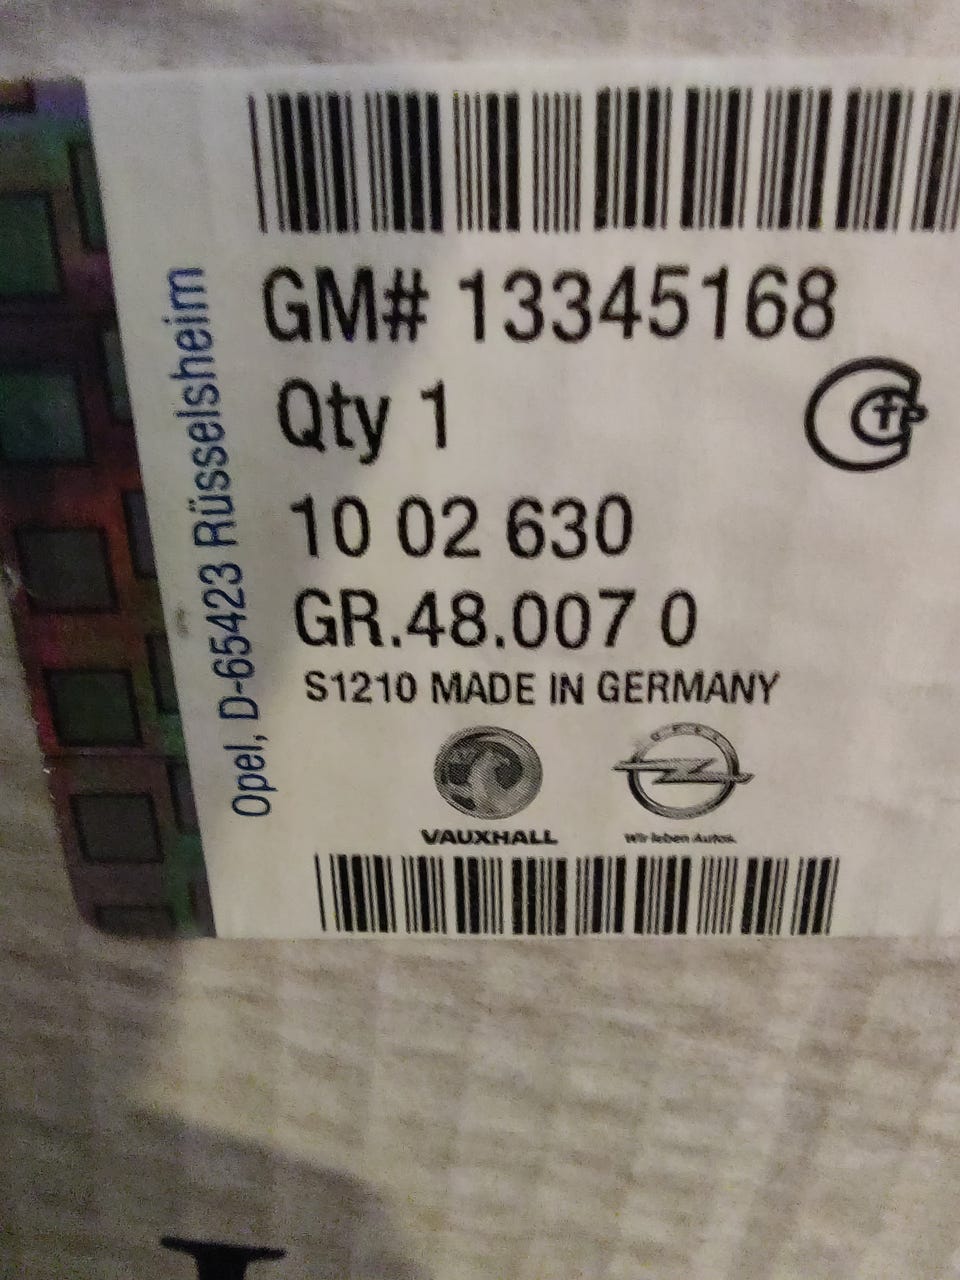 GM# 13345168
Qty 1
10 02 630
GR.48.007 0
S1210 MADE IN GERMANY
Opel, D-65423 Rüsselsheim
VAUXHALL
OPEL
Wir leben Autos.